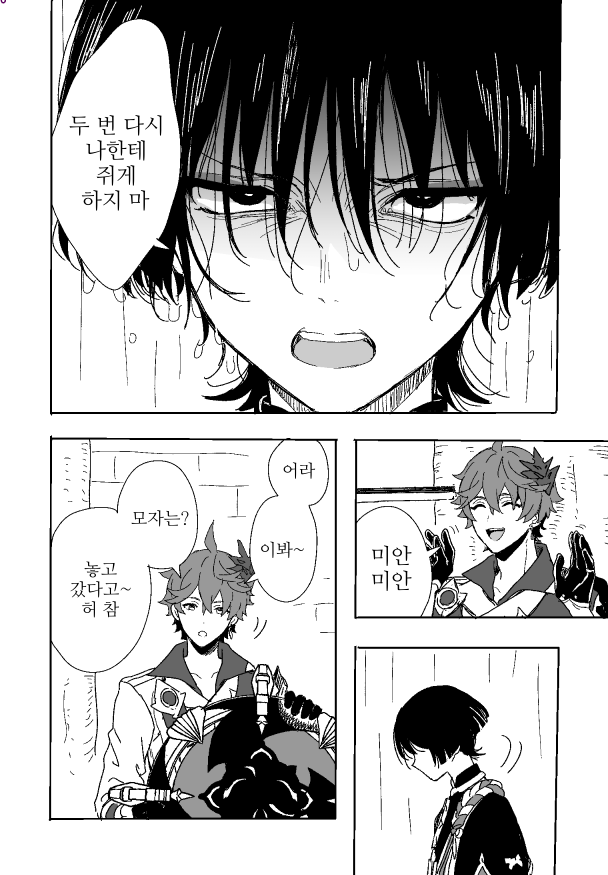 두 번 다시
나한테
쥐게
하지 마
미안
미안
어라
이봐~
모자는?
놓고
갔다고~
허 참